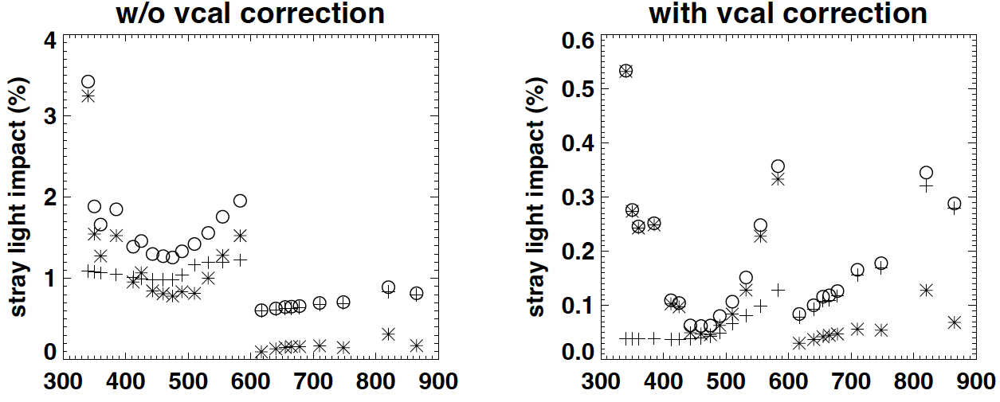 w/o vcal correction
stray light impact (%)
4
3
2
1
0
300 400 500 600 700 800 900
with vcal correction
stray light impact (%)
0.6
0.5
0.4
0.3
0.2
0.1
0.0
300 400 500 600 700 800 900